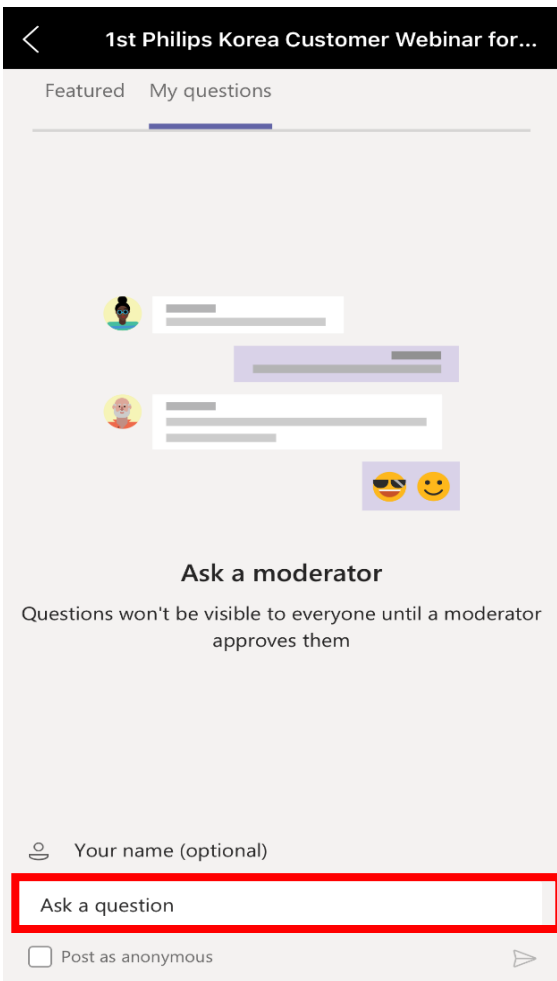 1st Philips Korea Customer Webinar for...
Featured My questions
Ask a moderator
Questions won't be visible to everyone until a moderator
approves them
Your name (optional)
Ask a question
Post as anonymous